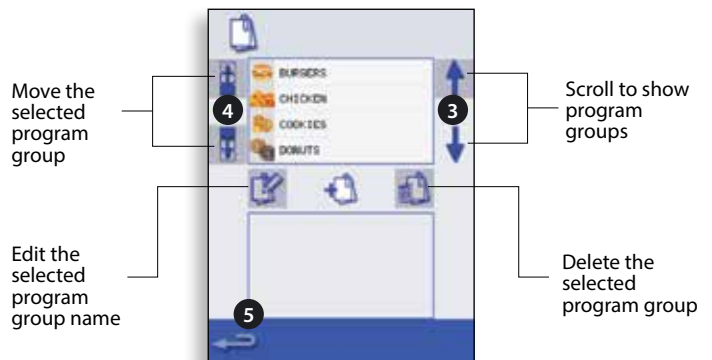 Move the
selected
program
group
4
BURGERS
CHICKEN
COOKIES
DONUTS
3
Scroll to show
program
groups
Edit the
selected
program
group name
Delete the
selected
program group
5